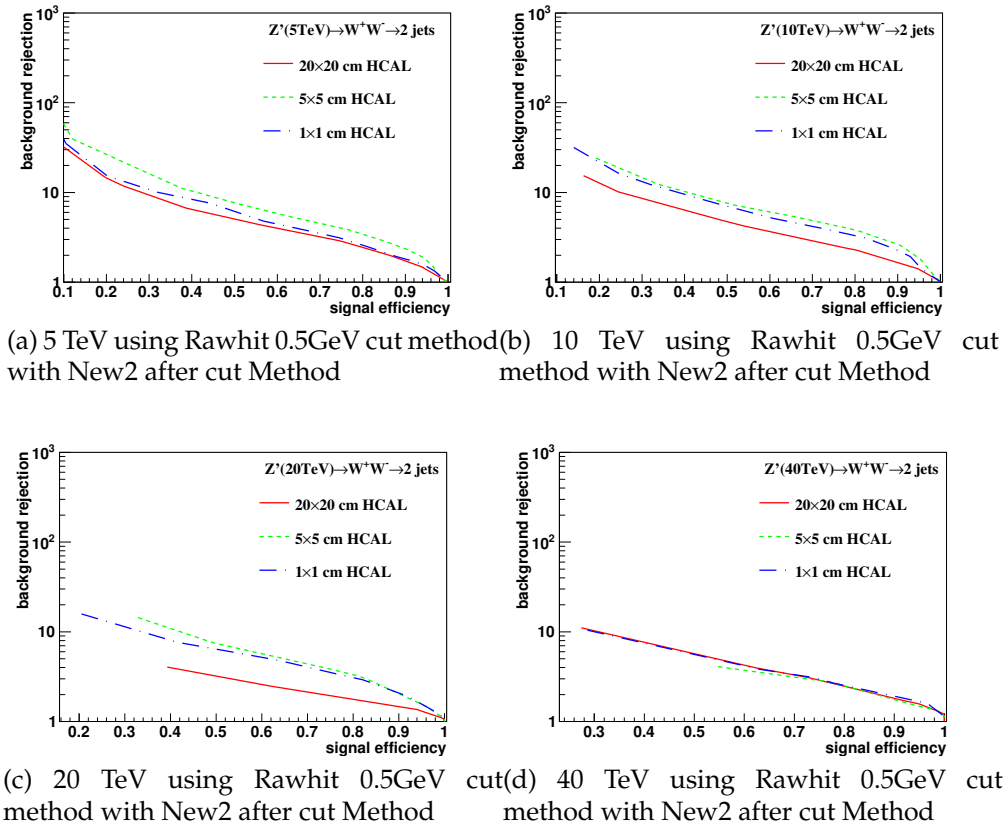 background rejection
10³
10²
10
1
Z'(5TeV)→W⁺W⁻→2 jets
20×20 cm HCAL
5×5 cm HCAL
1×1 cm HCAL
0.1 0.2 0.3 0.4 0.5 0.6 0.7 0.8 0.9 1
signal efficiency
(a) 5 TeV using Rawhit 0.5GeV cut method
with New2 after cut Method
background rejection
10³
10²
10
1
Z'(10TeV)→W⁺W⁻→2 jets
20×20 cm HCAL
5×5 cm HCAL
1×1 cm HCAL
0.1 0.2 0.3 0.4 0.5 0.6 0.7 0.8 0.9 1
signal efficiency
(b) 10 TeV using Rawhit 0.5GeV cut
method with New2 after cut Method
background rejection
10³
10²
10
1
Z'(20TeV)→W⁺W⁻→2 jets
20×20 cm HCAL
5×5 cm HCAL
1×1 cm HCAL
0.2 0.3 0.4 0.5 0.6 0.7 0.8 0.9 1
signal efficiency
(c) 20 TeV using Rawhit 0.5GeV cut
method with New2 after cut Method
background rejection
10³
10²
10
1
Z'(40TeV)→W⁺W⁻→2 jets
20×20 cm HCAL
5×5 cm HCAL
1×1 cm HCAL
0.3 0.4 0.5 0.6 0.7 0.8 0.9 1
signal efficiency
(d) 40 TeV using Rawhit 0.5GeV cut
method with New2 after cut Method